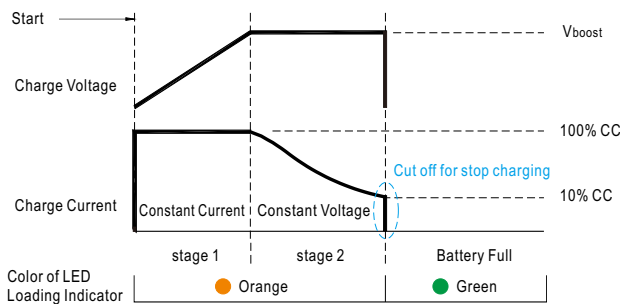 Start
Vboost
Charge Voltage
100% CC
Cut off for stop charging
10% CC
Charge Current
Constant Current
Constant Voltage
stage 1
stage 2
Battery Full
Color of LED
Loading Indicator
Orange
Green